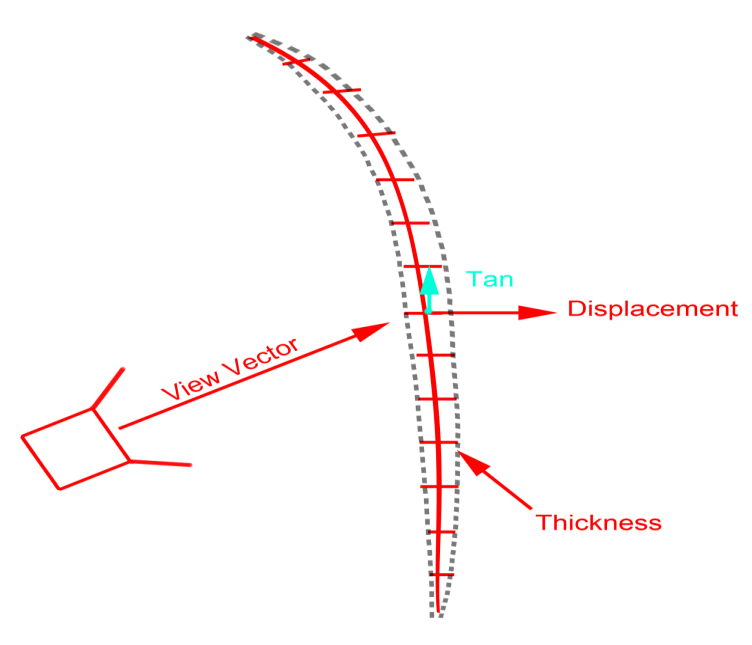 Tan
Displacement
View Vector
Thickness